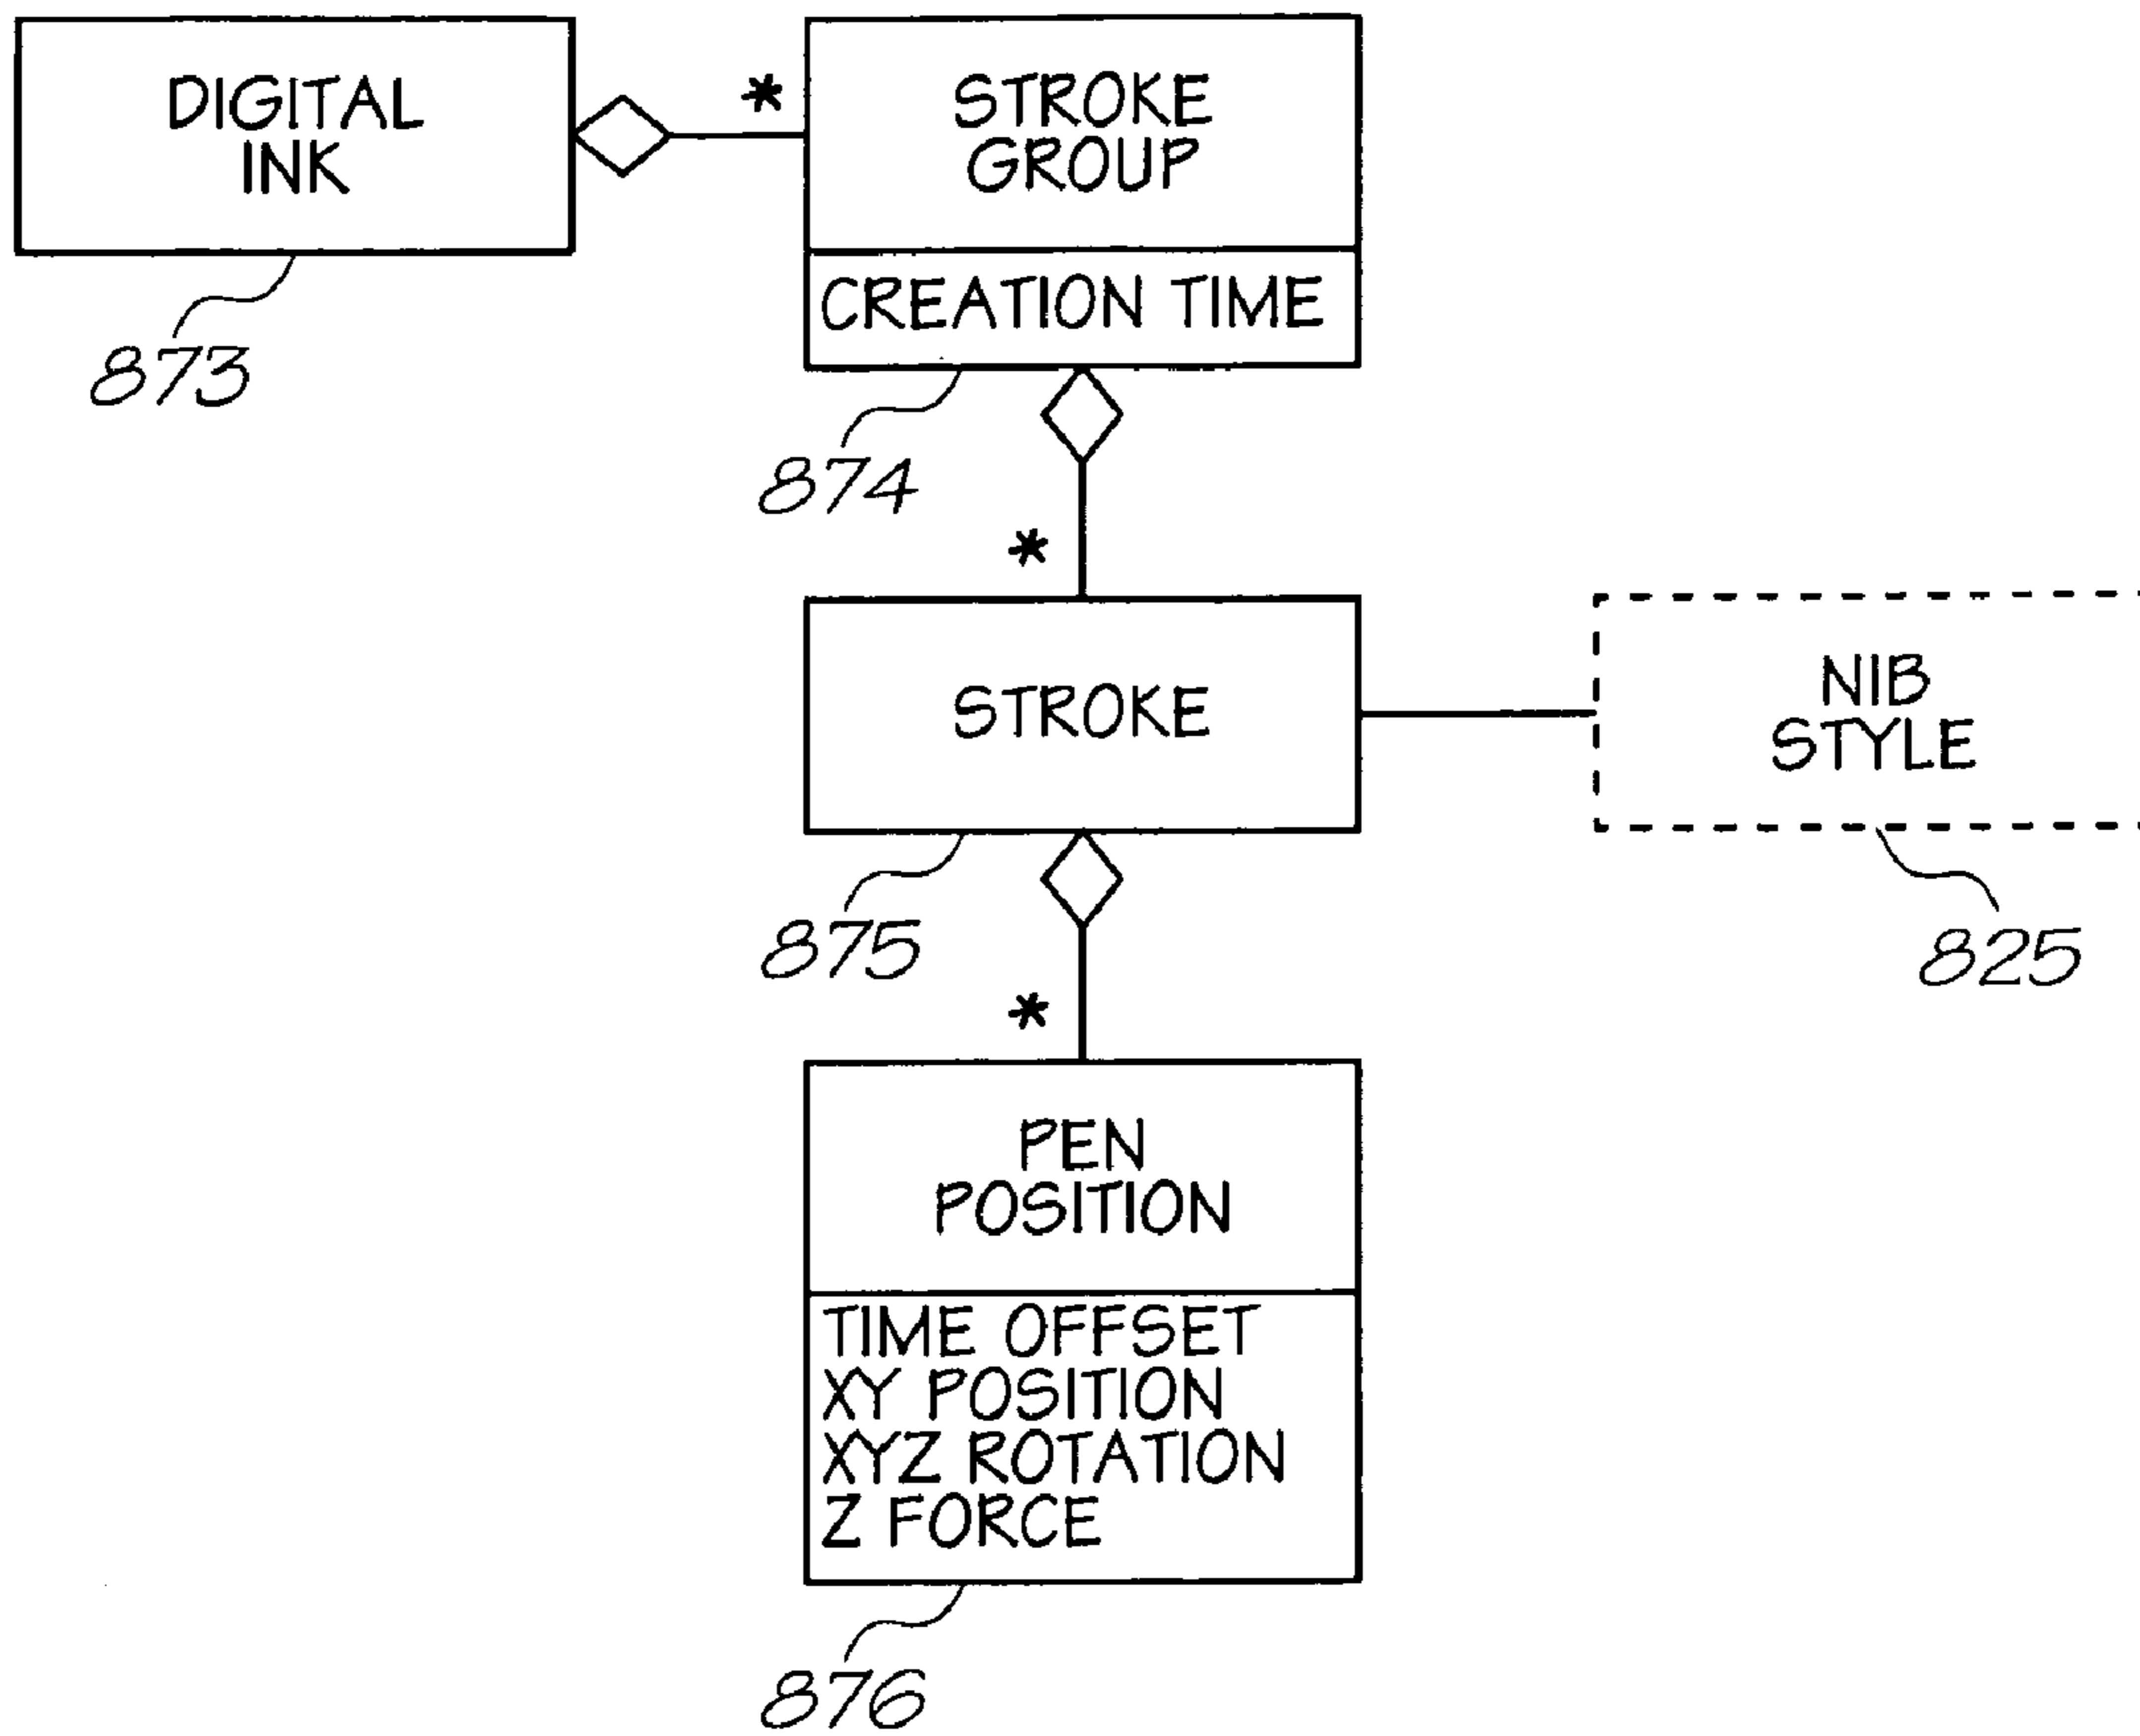 DIGITAL
INK
*
STROKE
GROUP
CREATION TIME
873
874
*
STROKE
NIB
STYLE
875
825
*
PEN
POSITION
TIME OFFSET
XY POSITION
XYZ ROTATION
Z FORCE
876